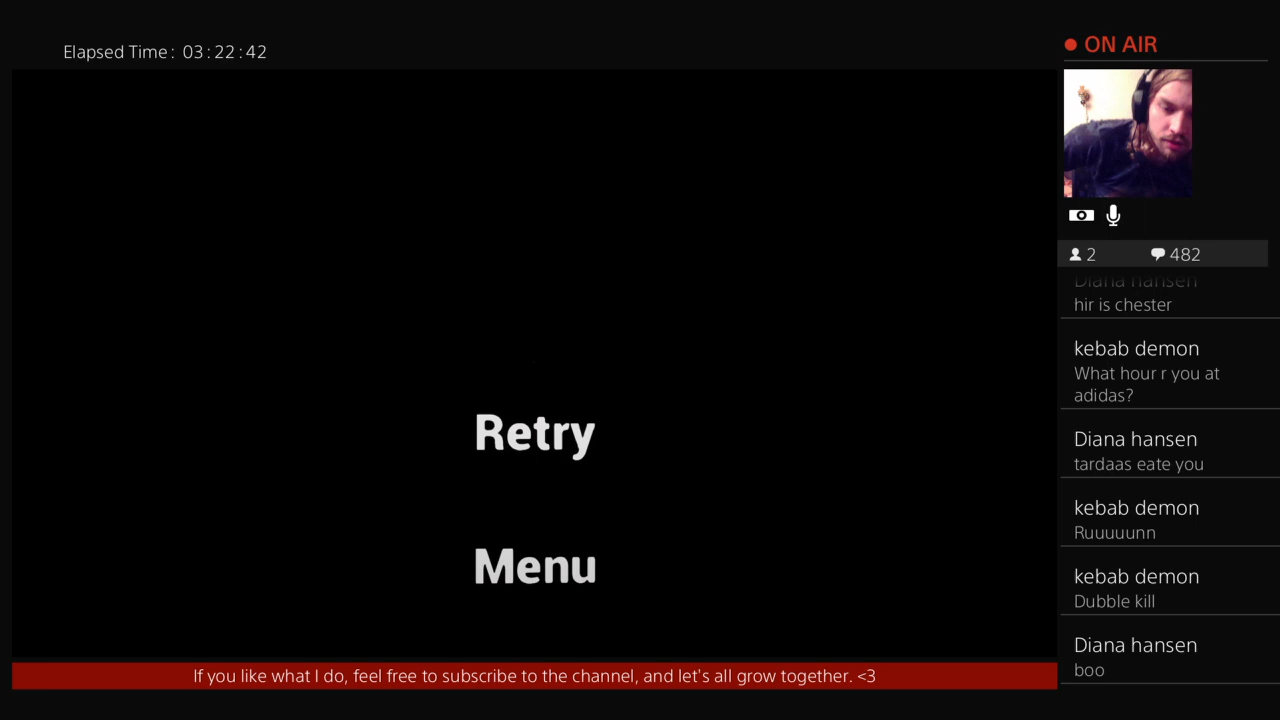 Elapsed Time: 03:22:42
ON AIR
2 482
Diana hansen
hir is chester
kebab demon
What hour r you at
adidas?
Diana hansen
tardaas eate you
kebab demon
Ruuuuunn
kebab demon
Dubble kill
Diana hansen
boo
Retry
Menu
If you like what I do, feel free to subscribe to the channel, and let's all grow together. <3